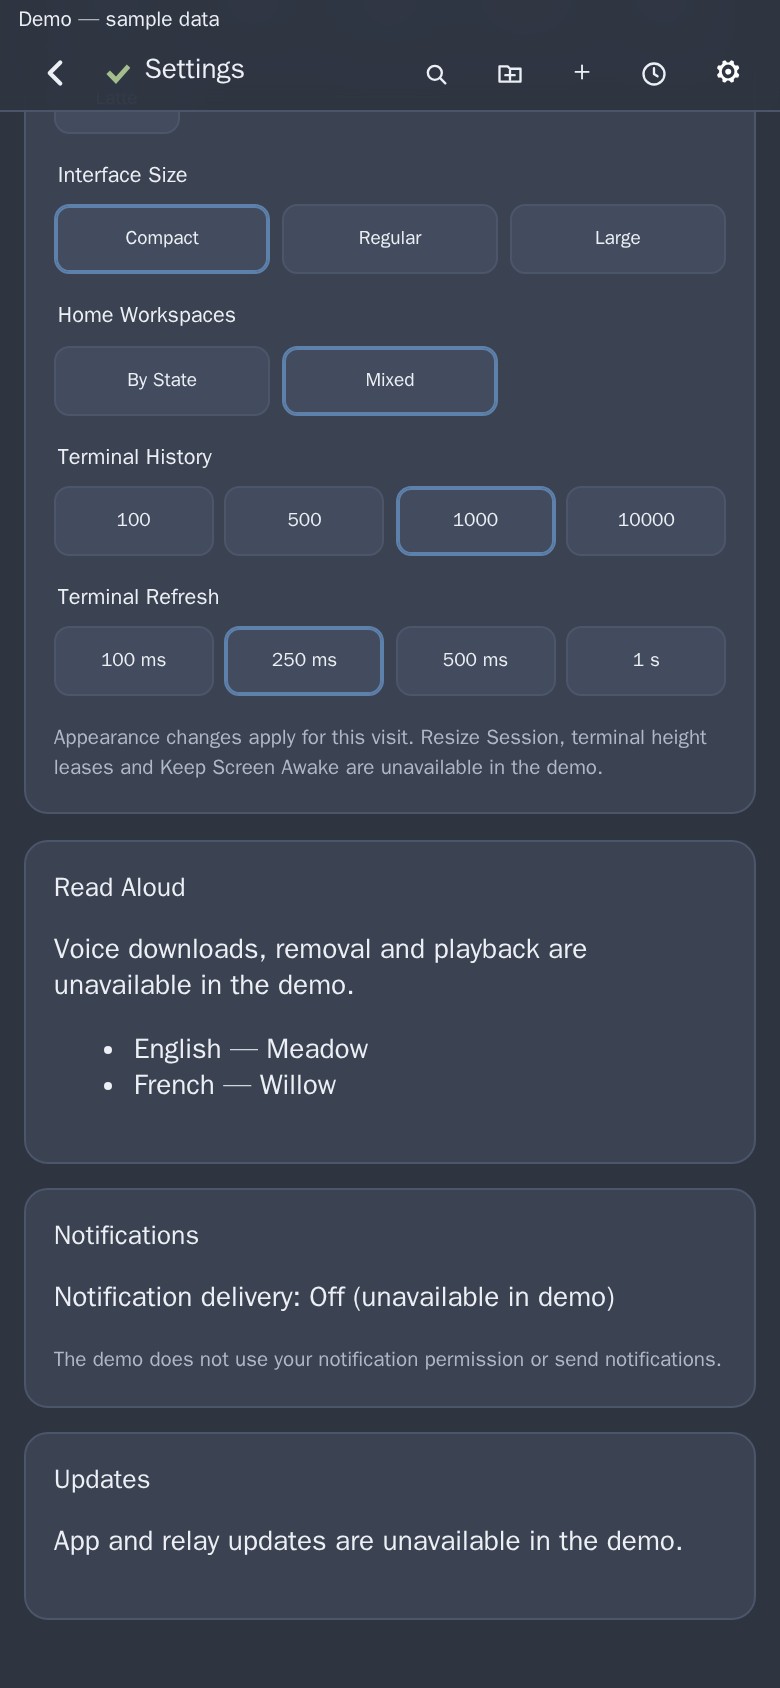 Demo — sample data
Settings
Interface Size
Compact
Regular
Large
Home Workspaces
By State
Mixed
Terminal History
100
500
1000
10000
Terminal Refresh
100 ms
250 ms
500 ms
1 s
Appearance changes apply for this visit. Resize Session, terminal height
leases and Keep Screen Awake are unavailable in the demo.
Read Aloud
Voice downloads, removal and playback are
unavailable in the demo.
• English — Meadow
• French — Willow
Notifications
Notification delivery: Off (unavailable in demo)
The demo does not use your notification permission or send notifications.
Updates
App and relay updates are unavailable in the demo.